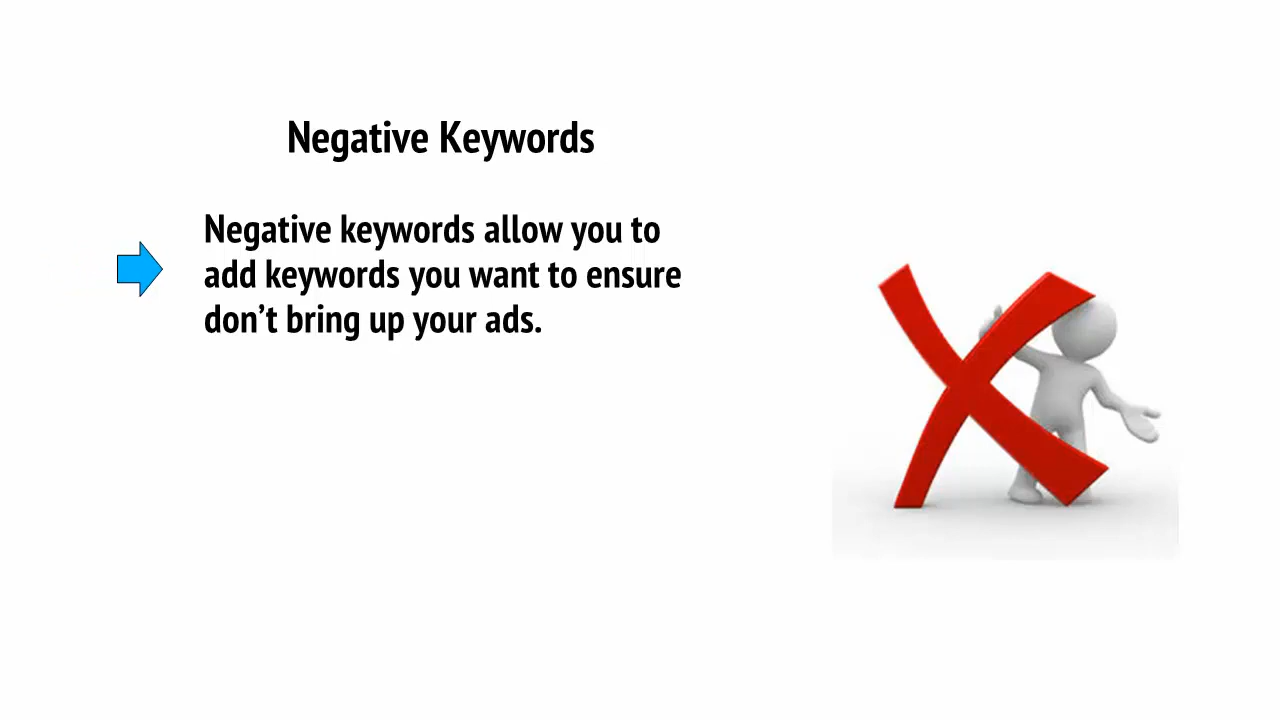 Negative Keywords
Negative keywords allow you to
add keywords you want to ensure
don’t bring up your ads.